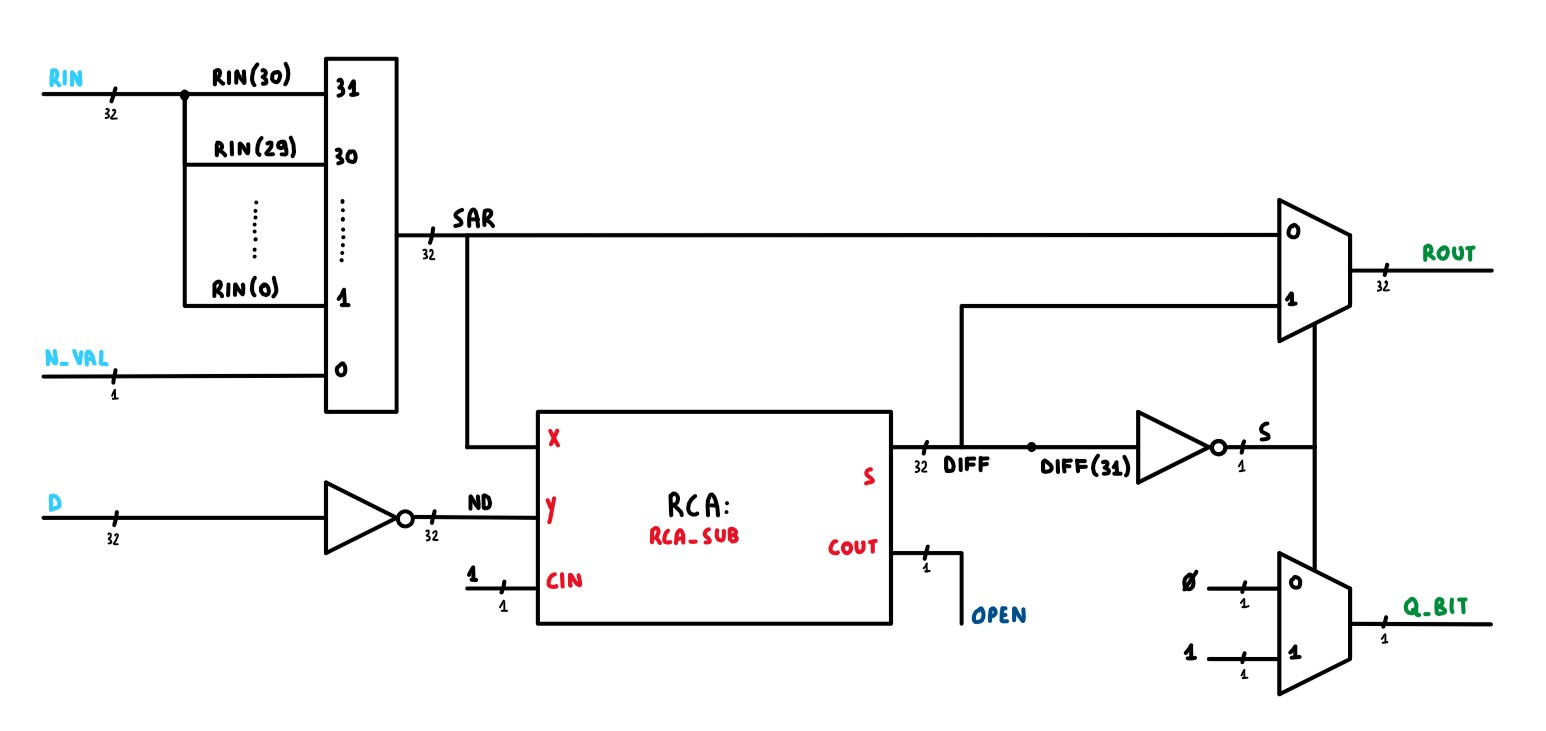 RIN
32
RIN(30)
31
RIN(29)
30
RIN(0)
1
N_VAL
1
0
SAR
32
0
1
ROUT
32
D
32
ND
32
1
1
X
Y
CIN
RCA:
RCA_SUB
S
COUT
32
DIFF
DIFF(31)
1
S
1
OPEN
Ø
1
0
1
1
1
Q_BIT
1